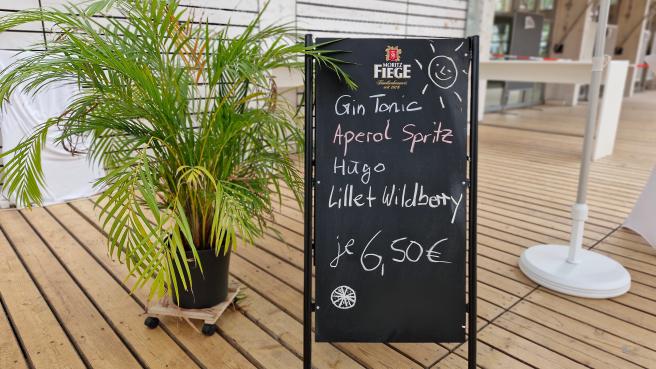 MORITZ
FIEGE
Gin Tonic
Aperol Spritz
Hugo
Lillet Wildberry
je 6,50€